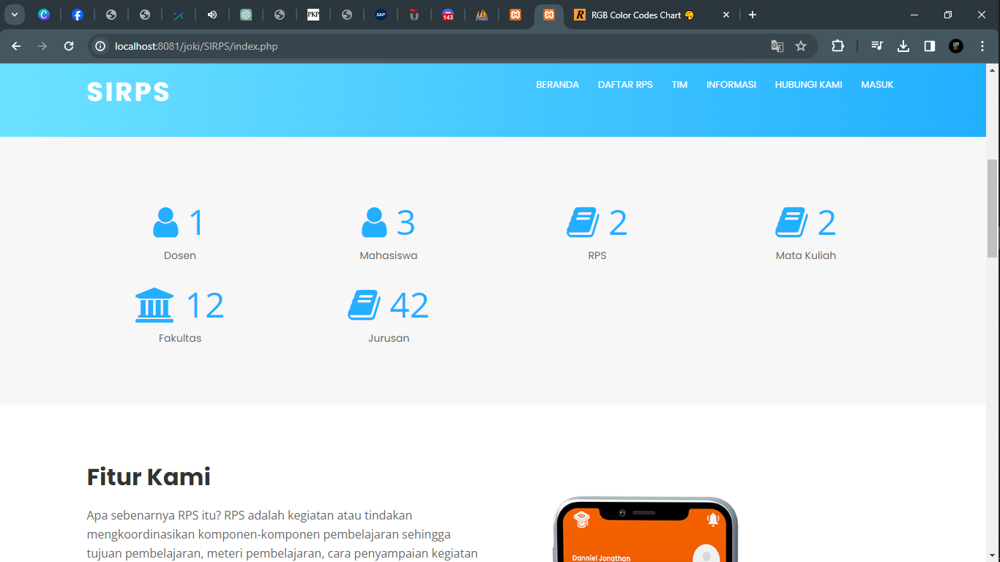 PKP
SAP
143
RGB Color Codes Chart
localhost:8081/joki/SIRPS/index.php
SIRPS
BERANDA DAFTAR RPS TIM INFORMASI HUBUNGI KAMI MASUK
1 3 2 2
Dosen Mahasiswa RPS Mata Kuliah
12 42
Fakultas Jurusan
Fitur Kami
Apa sebenarnya RPS itu? RPS adalah kegiatan atau tindakan
mengkoordinasikan komponen-komponen pembelajaran sehingga
tujuan pembelajaran, meteri pembelajaran, cara penyampaian kegiatan
Danniel Jonathan